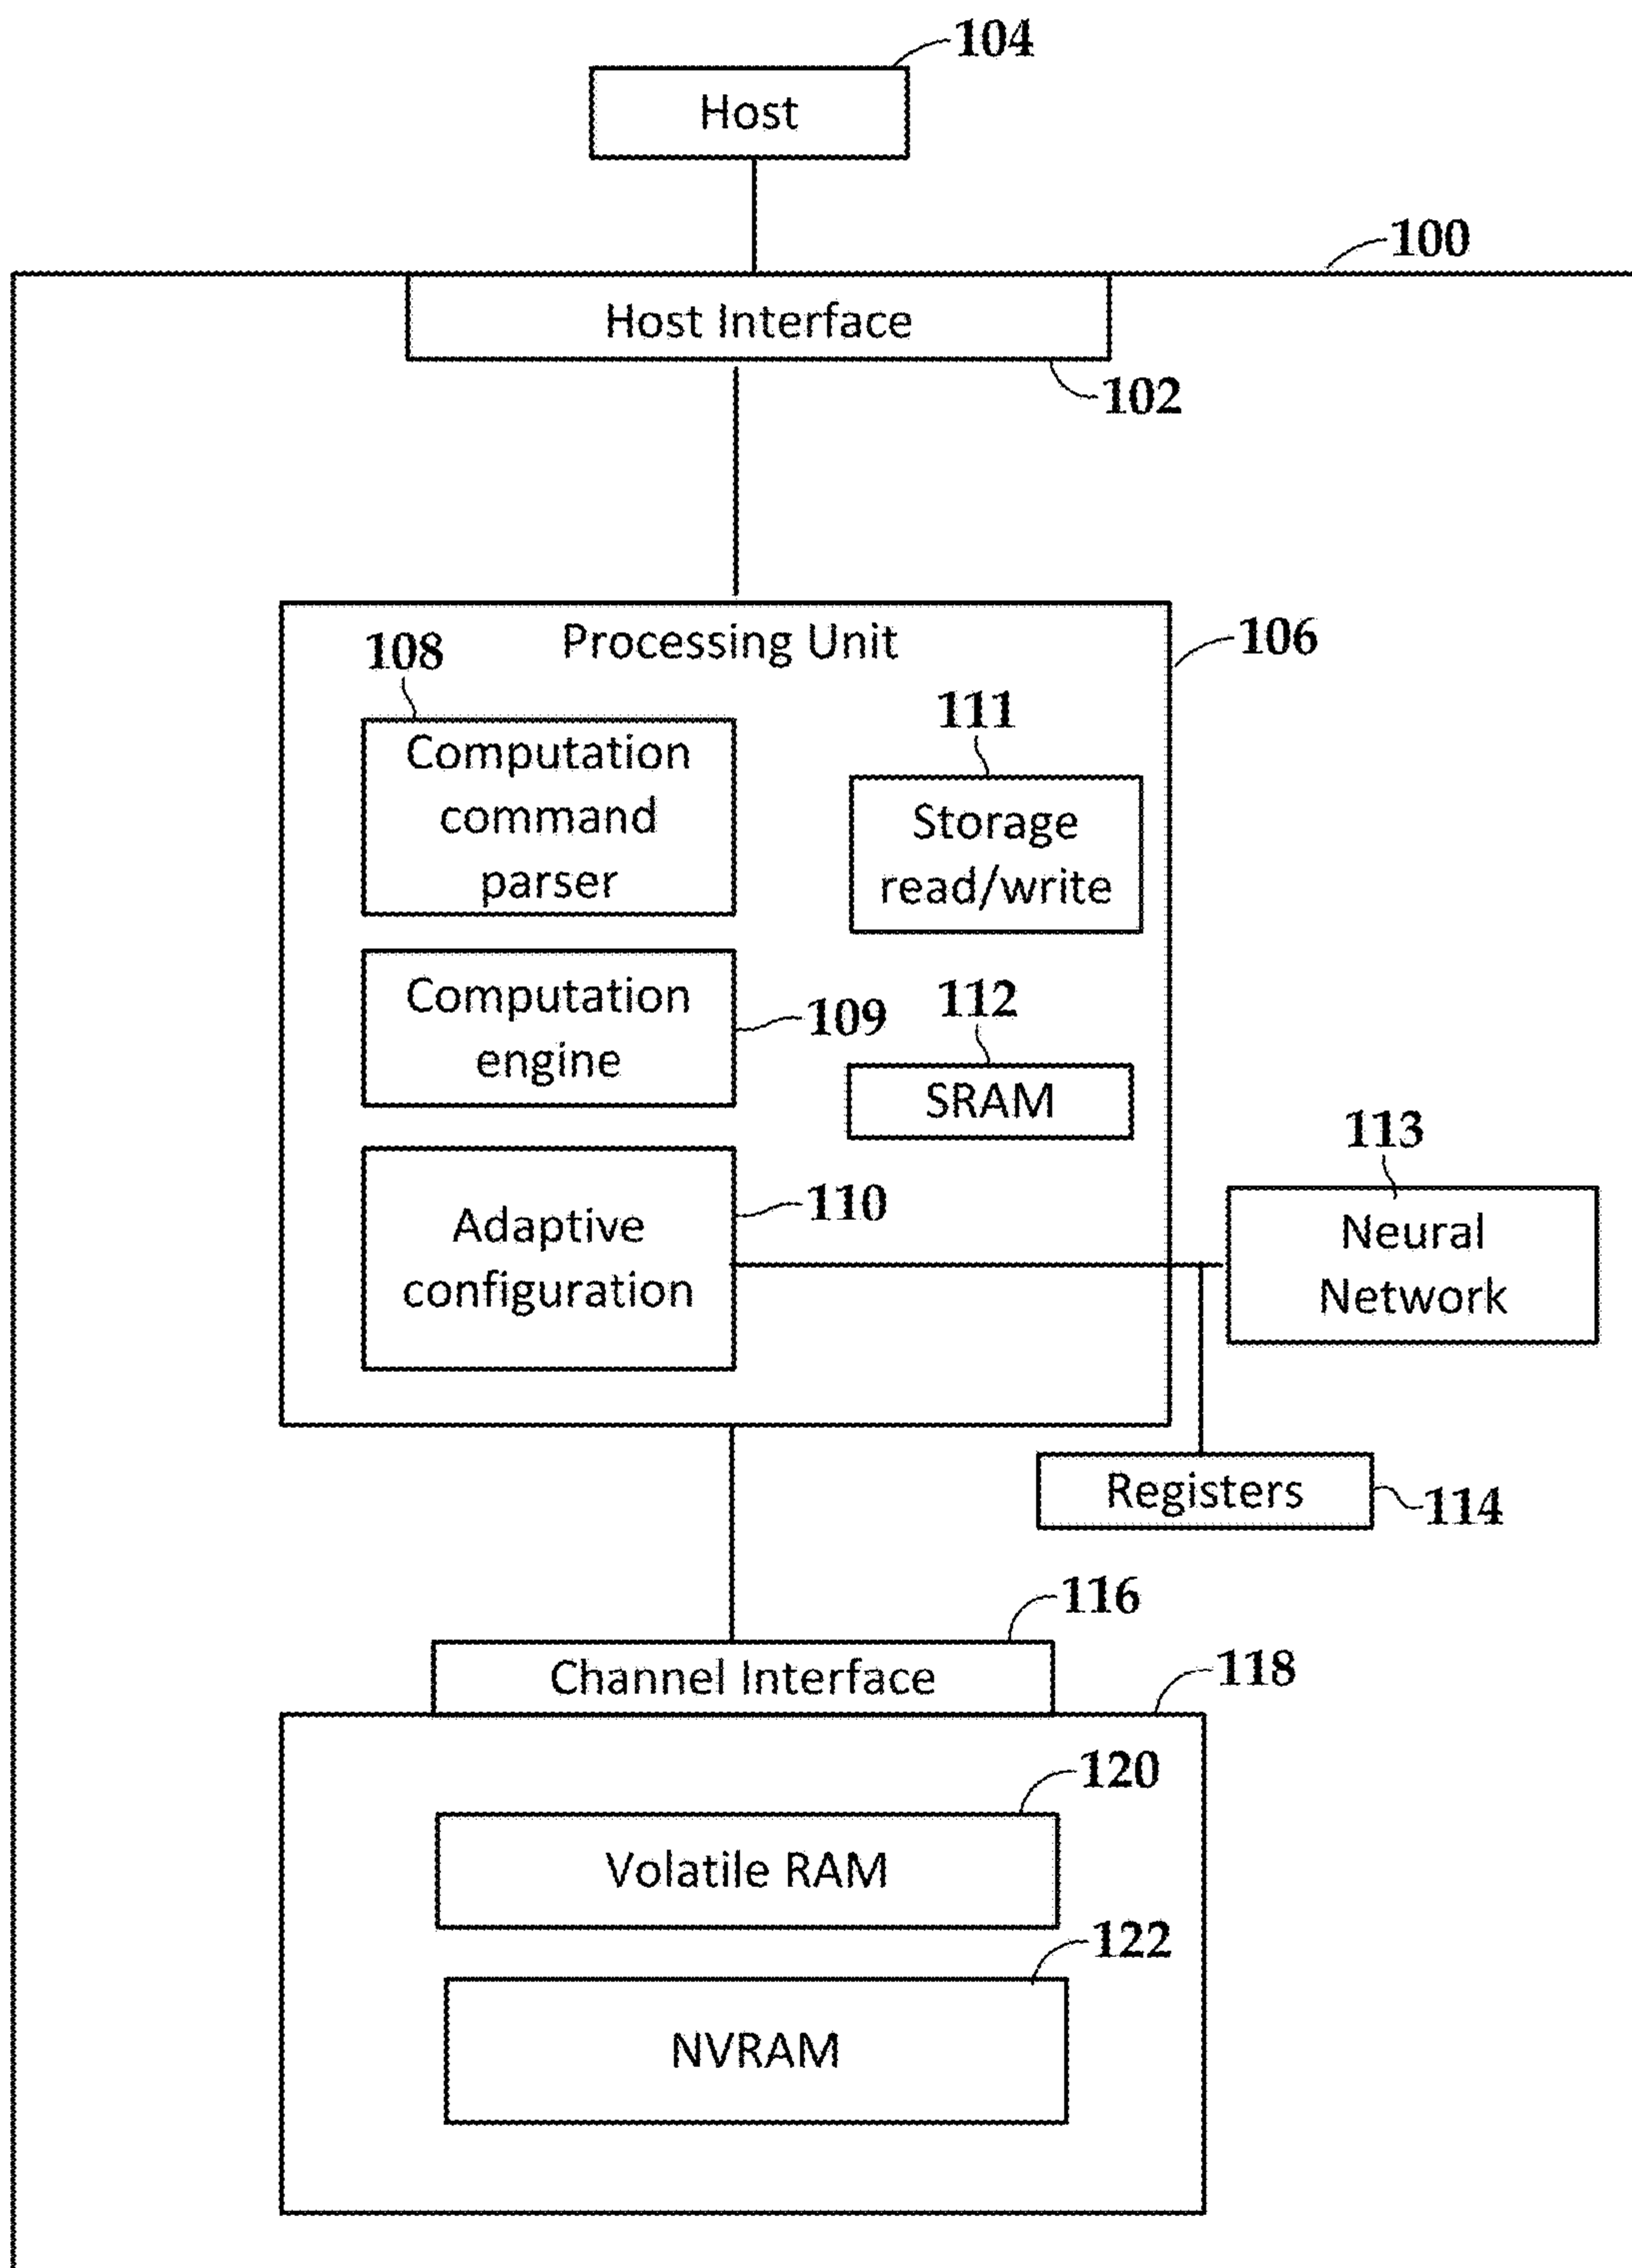 104
Host
100
Host Interface
102
Processing Unit
106
108
Computation
command
parser
111
Storage
read/write
Computation
engine
109
112
SRAM
113
Neural
Network
110
Adaptive
configuration
Registers
114
116
Channel Interface
118
120
Volatile RAM
122
NVRAM